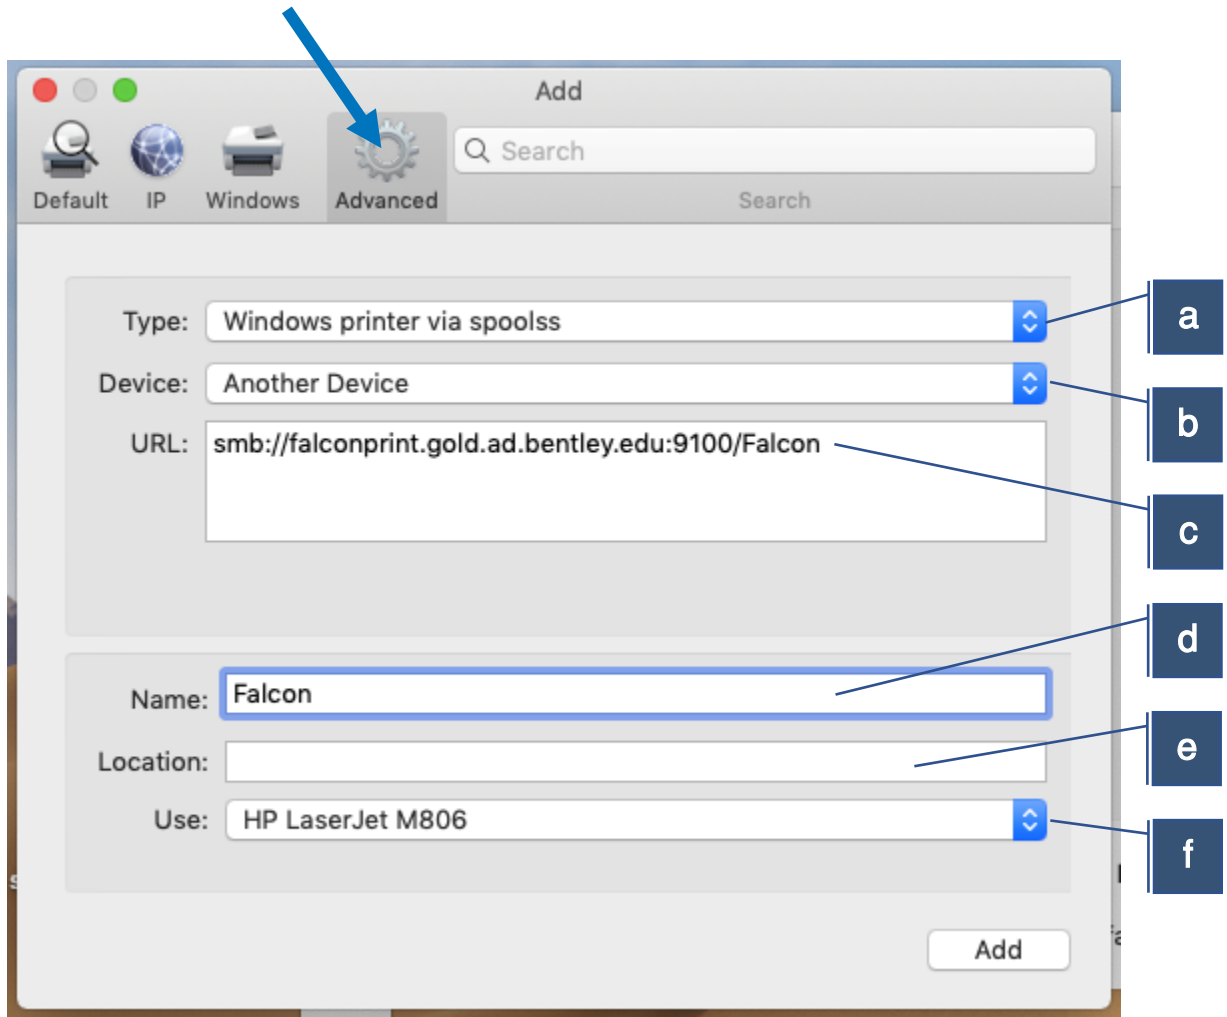 Add
Search
Default IP Windows Advanced Search
Type: Windows printer via spoolss
a
Device: Another Device
b
URL: smb://falconprint.gold.ad.bentley.edu:9100/Falcon
c
d
Name: Falcon
e
Location:
Use: HP LaserJet M806
f
Add